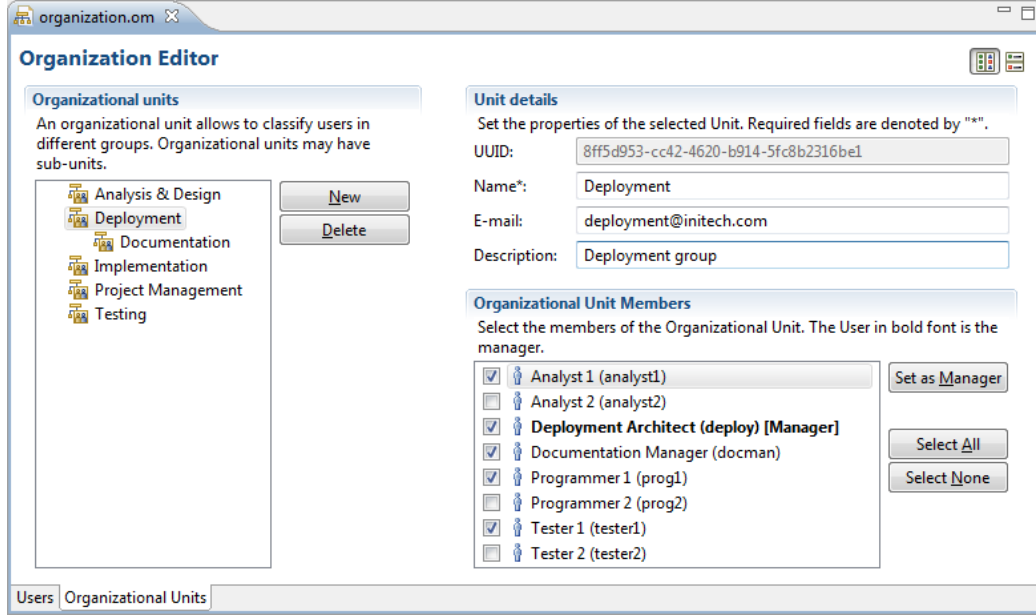 organization.om
Organization Editor
Organizational units
An organizational unit allows to classify users in
different groups. Organizational units may have
sub-units.
Analysis & Design
Deployment
Documentation
Implementation
Project Management
Testing
New
Delete
Unit details
Set the properties of the selected Unit. Required fields are denoted by "*".
UUID: 8ff5d953-cc42-4620-b914-5fc8b2316be1
Name*: Deployment
E-mail: deployment@initech.com
Description: Deployment group
Organizational Unit Members
Select the members of the Organizational Unit. The User in bold font is the
manager.
Analyst 1 (analyst1)
Analyst 2 (analyst2)
Deployment Architect (deploy) [Manager]
Documentation Manager (docman)
Programmer 1 (prog1)
Programmer 2 (prog2)
Tester 1 (tester1)
Tester 2 (tester2)
Set as Manager
Select All
Select None
Users Organizational Units